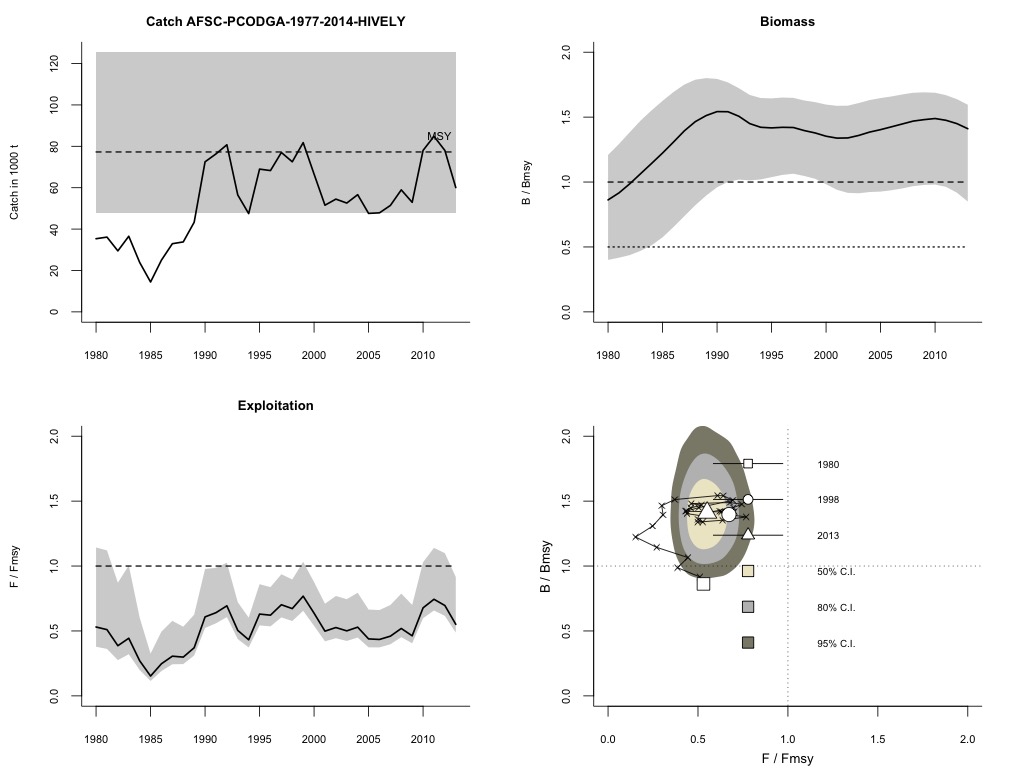 Catch AFSC-PCODGA-1977-2014-HIVELY
Catch in 1000 t
0 20 40 60 80 100 120
MSY
1980 1985 1990 1995 2000 2005 2010
Biomass
B / Bmsy
0.0 0.5 1.0 1.5 2.0
1980 1985 1990 1995 2000 2005 2010
Exploitation
F / Fmsy
0.0 0.5 1.0 1.5 2.0
1980 1985 1990 1995 2000 2005 2010
B / Bmsy
0.0 0.5 1.0 1.5 2.0
1980
1998
2013
50% C.I.
80% C.I.
95% C.I.
0.0 0.5 1.0 1.5 2.0
F / Fmsy